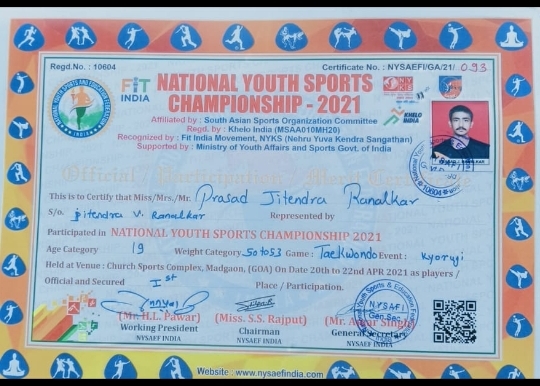 Regd.No : 10604
Certificate No. : NYSAEFI/GA/21/. 093
FIT INDIA
NATIONAL YOUTH SPORTS
CHAMPIONSHIP - 2021
Affiliated by : South Asian Sports Organization Committee
Regd. by : Khelo India (MSAA010MH20)
Recognized by : Fit India Movement, NYKS (Nehru Yuva Kendra Sangathan)
Supported by : Ministry of Youth Affairs and Sports Govt. of India
KHELO INDIA
Official Participation / Merit
This is to Certify that Miss/Mrs./Mr. Prasad Jitendra Ranalkar
S/o. Jitendra V. Ranalkar Represented by
Participated in NATIONAL YOUTH SPORTS CHAMPIONSHIP 2021
Age Category 19 Weight Category 50 to 53 Game : Taekwondo Event : Kyorugi
Held at Venue : Church Sports Complex, Madgaon, (GOA) On Date 20th to 22nd APR 2021 as players /
Official and Secured Ist Place / Participation.
(Mr. H.L. Pawar)
Working President
NYSAEF INDIA
(Miss. S.S. Rajput)
Chairman
NYSAEF INDIA
NYSAFI
Gen.Sec.
General Secretary
NYSAEF INDIA
Website : www.nysaefindia.com